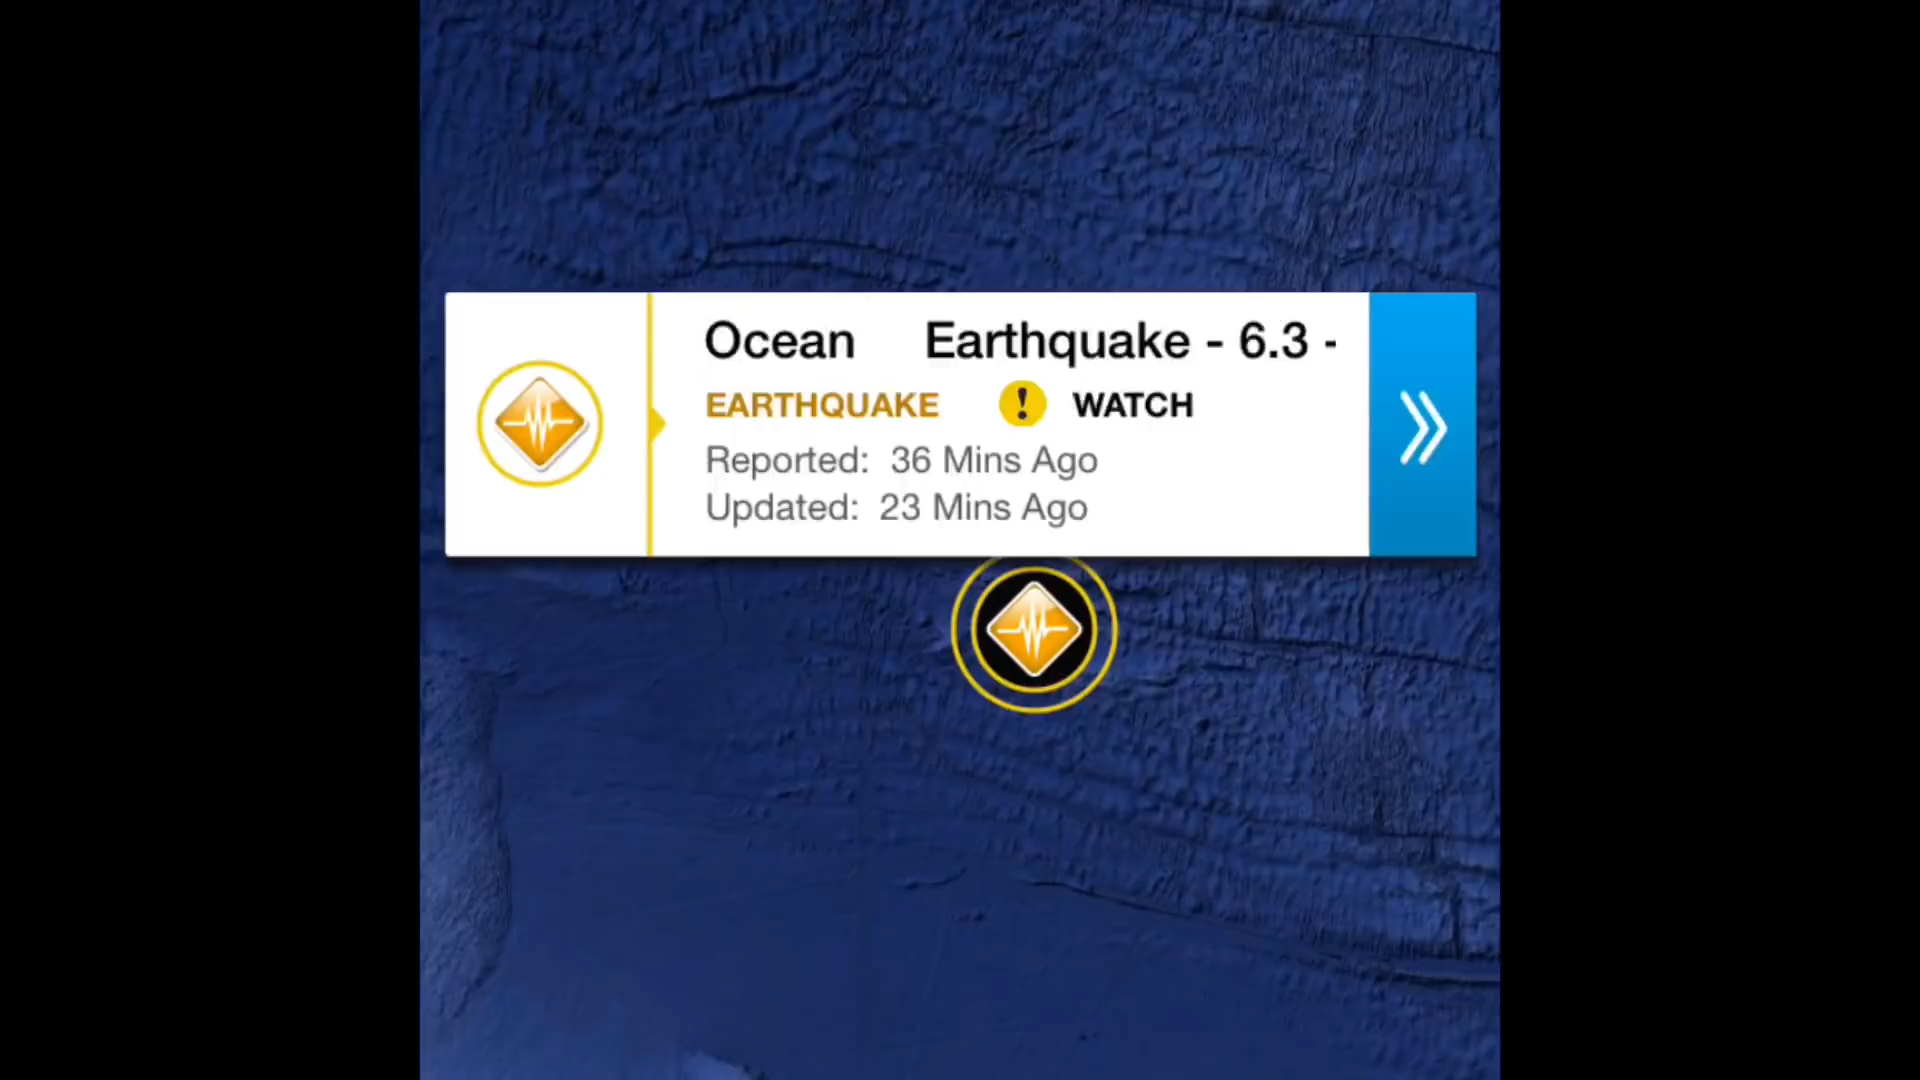 Ocean Earthquake - 6.3 -
EARTHQUAKE ! WATCH
Reported: 36 Mins Ago
Updated: 23 Mins Ago